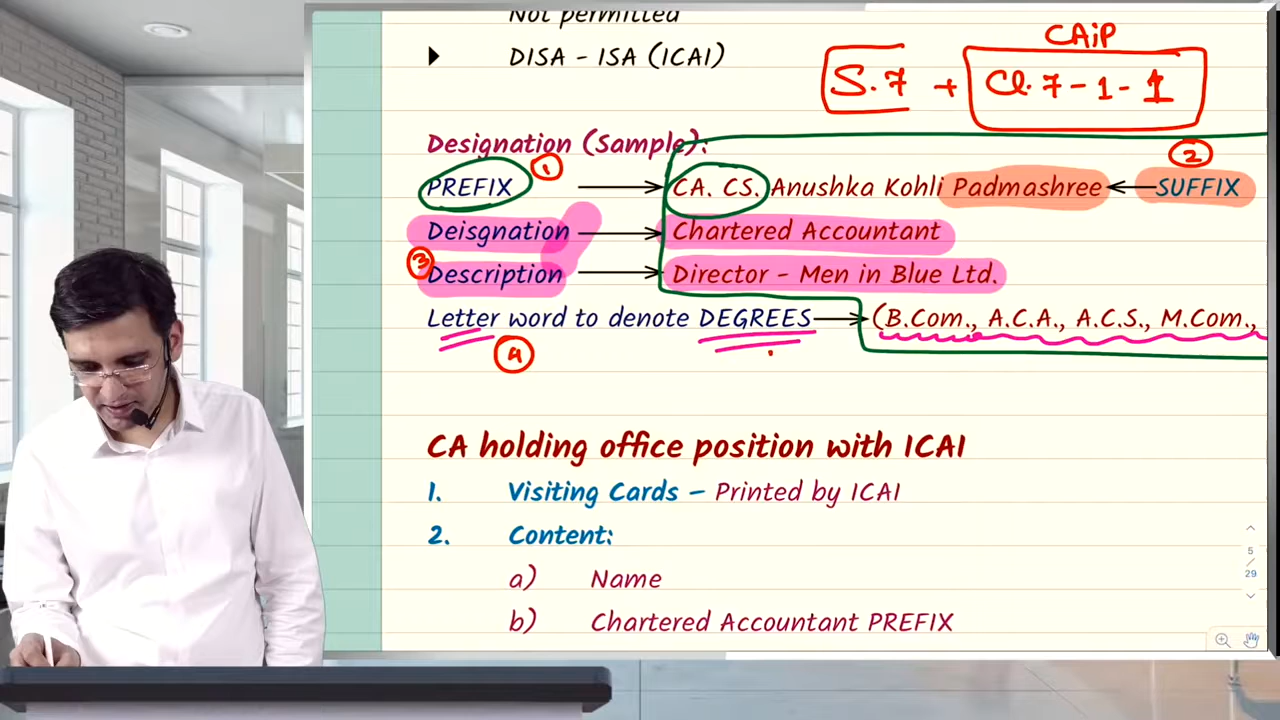 Not permitted
▶ DISA - ISA (ICAI)
CAiP
S.7 + Cl.7-1-1
Designation (Sample):
PREFIX ① → CA. CS. Anushka Kohli Padmashree ← SUFFIX ②
Deisgnation → Chartered Accountant
③ Description → Director - Men in Blue Ltd.
Letter word to denote DEGREES → (B.Com., A.C.A., A.C.S., M.Com.,
④
CA holding office position with ICAI
1. Visiting Cards – Printed by ICAI
2. Content:
a) Name
b) Chartered Accountant PREFIX
5
/
29